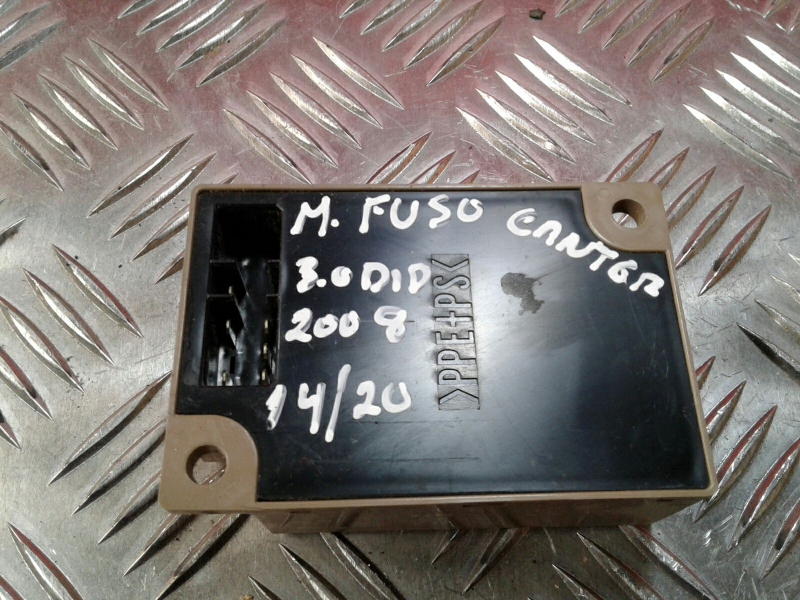 M. FUSO CANTER
3.0 DID
2008
14/20
>PPE+PS<